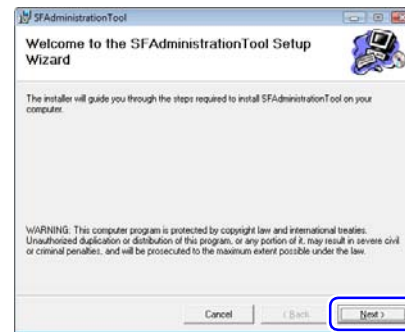 SFAdministrationTool
Welcome to the SFAdministrationTool Setup
Wizard
The installer will guide you through the steps required to install SFAdministrationTool on your
computer.
WARNING: This computer program is protected by copyright law and international treaties.
Unauthorized duplication or distribution of this program, or any portion of it, may result in severe civil
or criminal penalties, and will be prosecuted to the maximum extent possible under the law.
Cancel
< Back
Next >